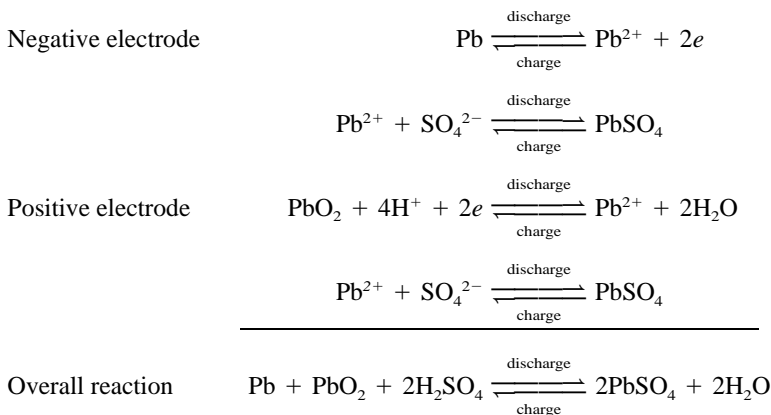 Negative electrode Pb ⇌ Pb²⁺ + 2e
discharge
charge
Pb²⁺ + SO₄²⁻ ⇌ PbSO₄
discharge
charge
Positive electrode PbO₂ + 4H⁺ + 2e ⇌ Pb²⁺ + 2H₂O
discharge
charge
Pb²⁺ + SO₄²⁻ ⇌ PbSO₄
discharge
charge
Overall reaction Pb + PbO₂ + 2H₂SO₄ ⇌ 2PbSO₄ + 2H₂O
discharge
charge